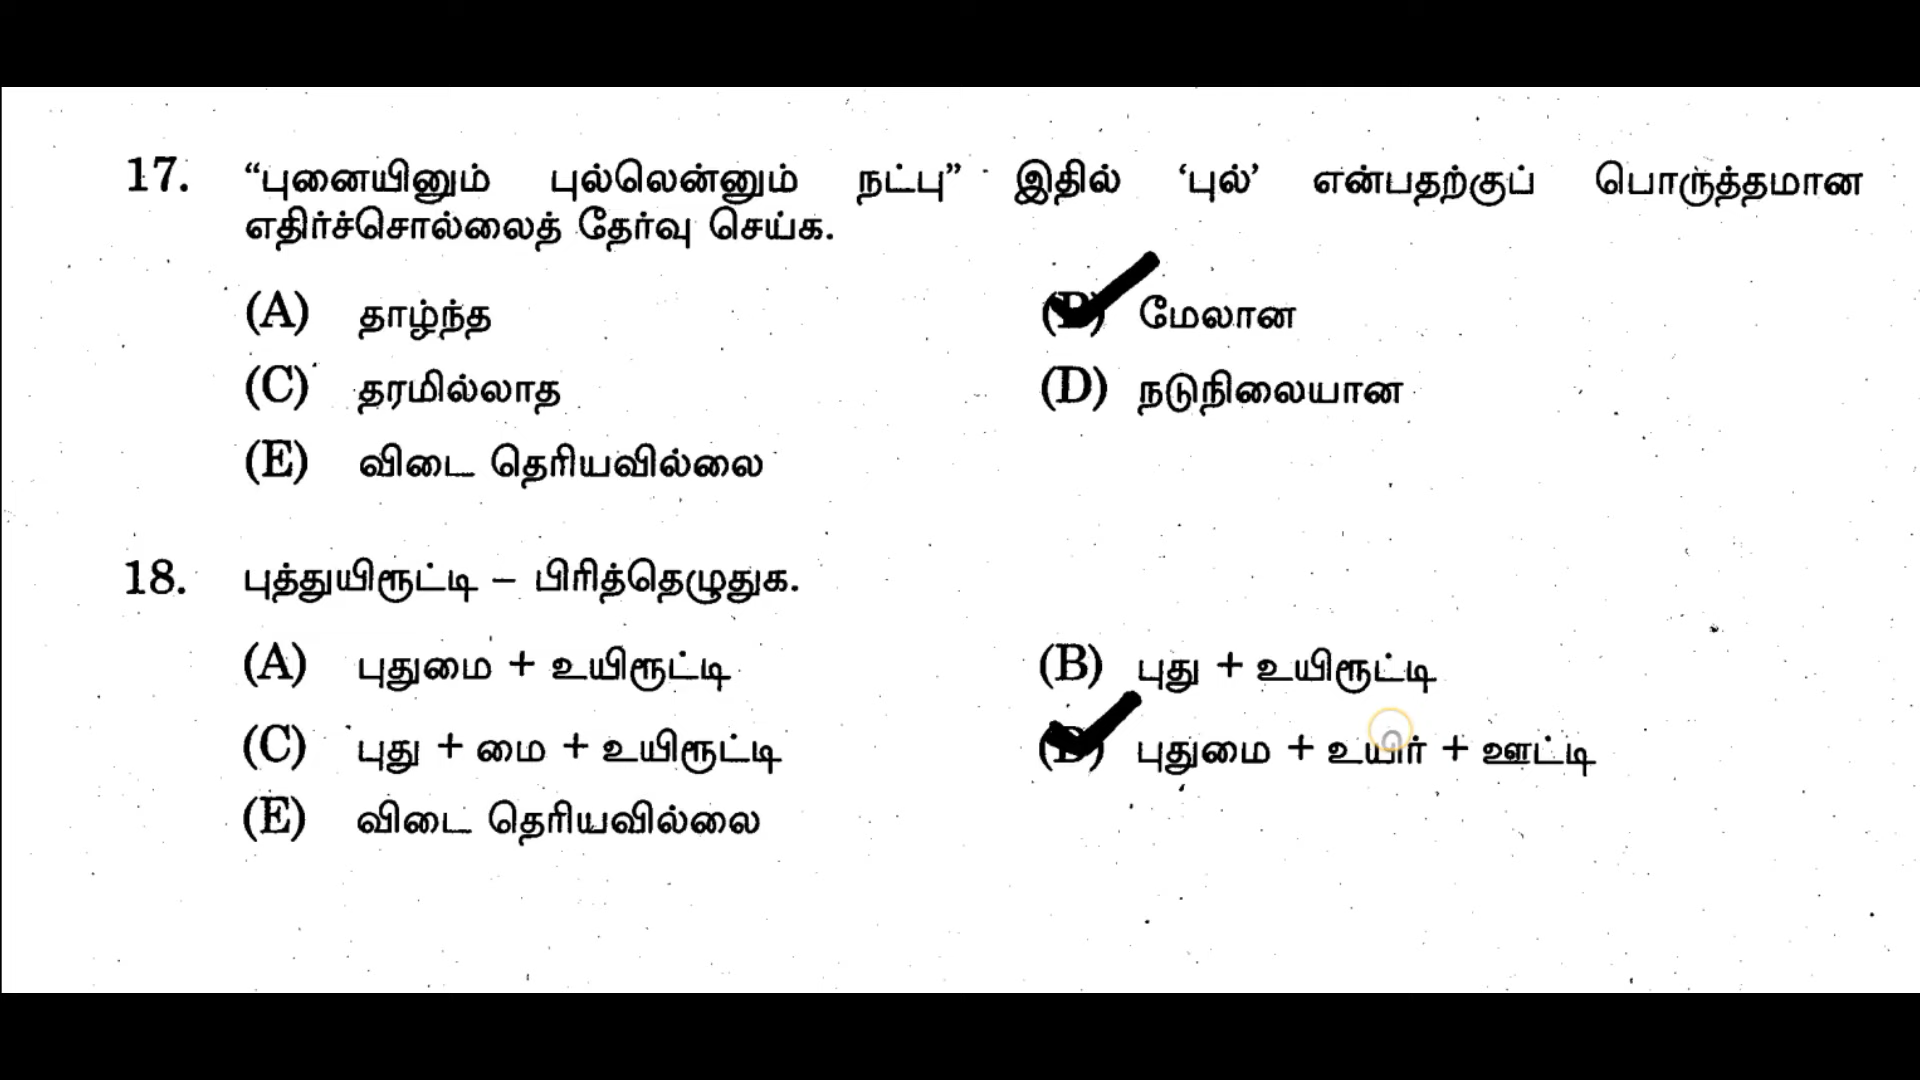 17. “புனையினும் புல்லென்னும் நட்பு” இதில் ‘புல்’ என்பதற்குப் பொருத்தமான
எதிர்ச்சொல்லைத் தேர்வு செய்க.
(A) தாழ்ந்த (B) மேலான
(C) தரமில்லாத (D) நடுநிலையான
(E) விடை தெரியவில்லை
18. புத்துயிரூட்டி – பிரித்தெழுதுக.
(A) புதுமை + உயிரூட்டி (B) புது + உயிரூட்டி
(C) புது + மை + உயிரூட்டி (D) புதுமை + உயிர் + ஊட்டி
(E) விடை தெரியவில்லை